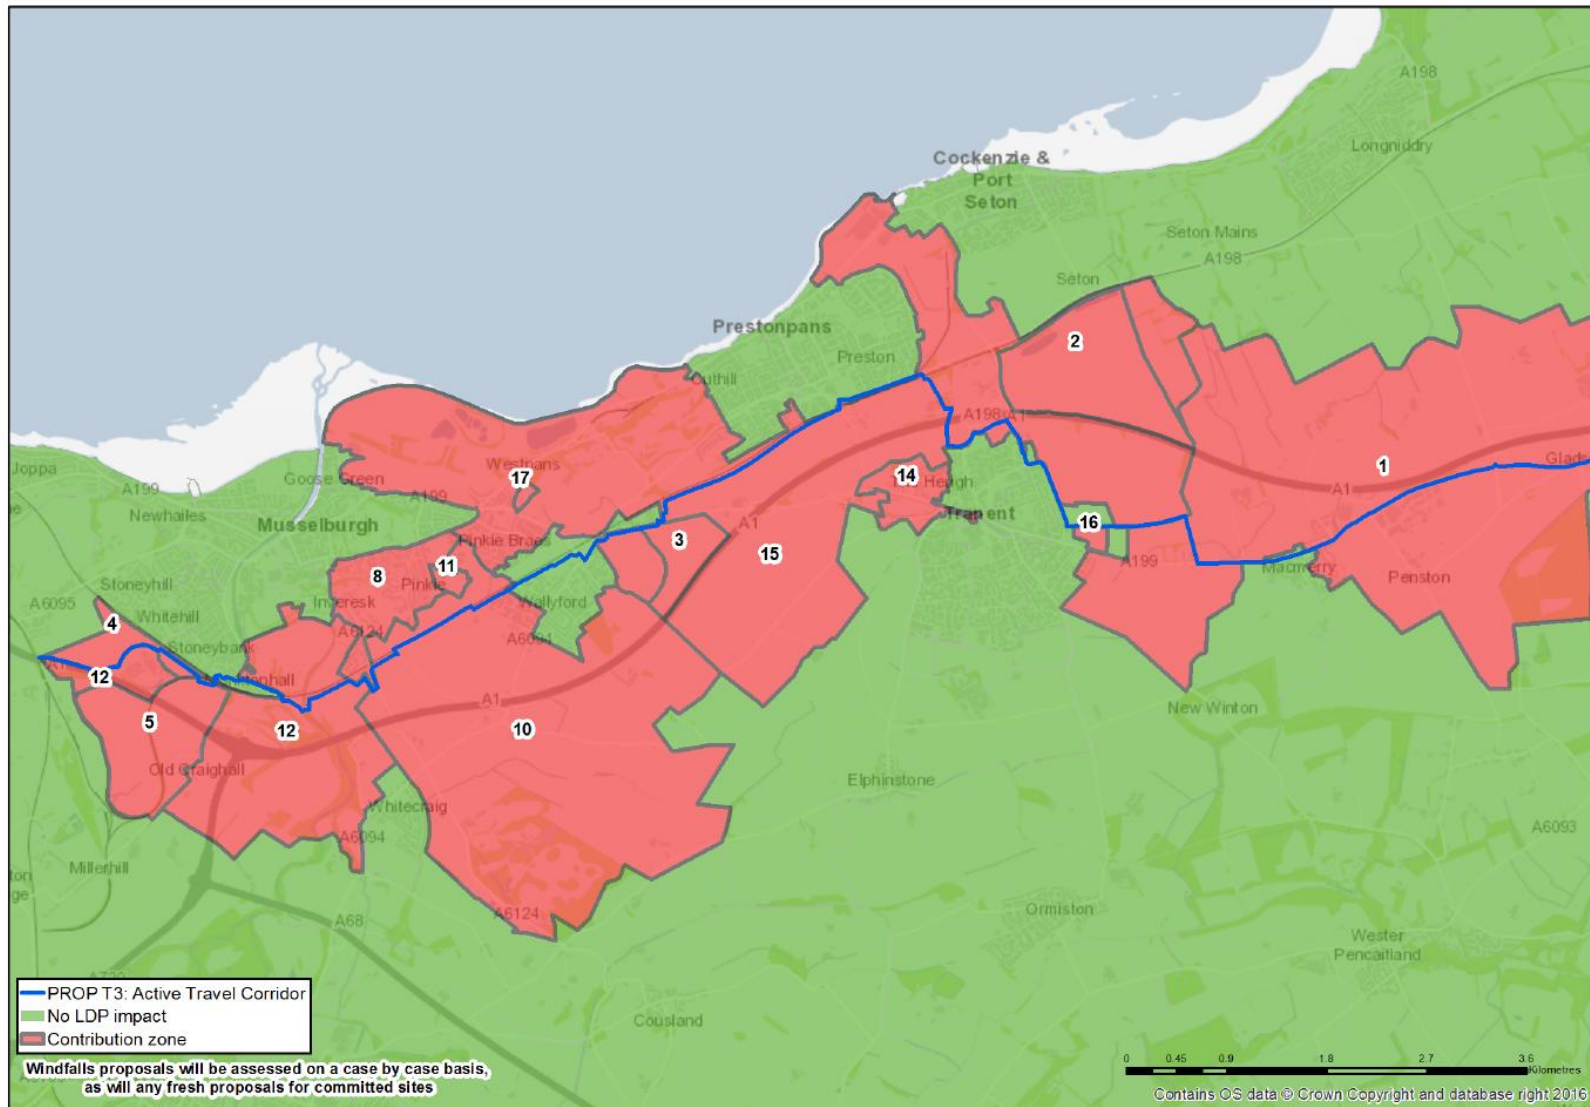 A198
Longniddry
Cockenzie &
Port
Seton
Seton Mains
A198
Seton
Prestonpans
2
Preston
Cuthill
A198
A1
Joppa
Westpans
1
Goose Green
17
14
A199
A199
A1
Newhailes
Musselburgh
Tranent
16
Pinkie Braes
3
A1
15
A199
8
11
Macmerry
Stoneyhill
Pinkie
Penston
Wallyford
A6095
Inveresk
Whitehill
4
A6124
A6094
Stoneybank
12
5
A1
New Winton
12
10
Old Craighall
Elphinstone
Whitecraig
A6094
A6093
Millerhill
A6124
A68
Ormiston
Wester
Pencaitland
Cousland
PROP T3: Active Travel Corridor
No LDP impact
Contribution zone
Windfalls proposals will be assessed on a case by case basis,
as will any fresh proposals for committed sites
0 0.45 0.9 1.8 2.7 3.6
Kilometres
Contains OS data © Crown Copyright and database right 2016